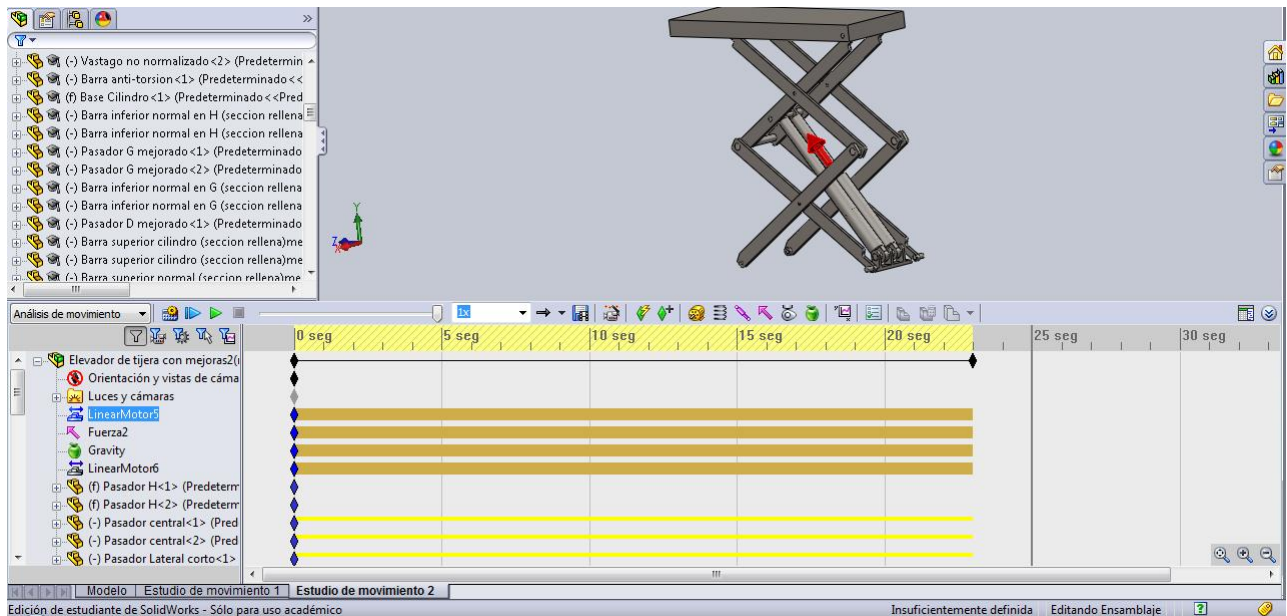 (-) Vastago no normalizado<2> (Predetermin
(-) Barra anti-torsion<1> (Predeterminado<<
(f) Base Cilindro<1> (Predeterminado<<Pred
(-) Barra inferior normal en H (seccion rellena
(-) Barra inferior normal en H (seccion rellena
(-) Pasador G mejorado<1> (Predeterminado
(-) Pasador G mejorado<2> (Predeterminado
(-) Barra inferior normal en G (seccion rellena
(-) Barra inferior normal en G (seccion rellena
(-) Pasador D mejorado<1> (Predeterminado
(-) Barra superior cilindro (seccion rellena)me
(-) Barra superior cilindro (seccion rellena)me
(-) Barra superior normal (seccion rellena)me
Y
Z
X
Análisis de movimiento
1x
0 seg 5 seg 10 seg 15 seg 20 seg 25 seg 30 seg
Elevador de tijera con mejoras2(
Orientación y vistas de cáma
Luces y cámaras
LinearMotor5
Fuerza2
Gravity
LinearMotor6
(f) Pasador H<1> (Predeterm
(f) Pasador H<2> (Predeterm
(-) Pasador central<1> (Pred
(-) Pasador central<2> (Pred
(-) Pasador Lateral corto<1>
Modelo Estudio de movimiento 1 Estudio de movimiento 2
Edición de estudiante de SolidWorks - Sólo para uso académico Insuficientemente definida Editando Ensamblaje